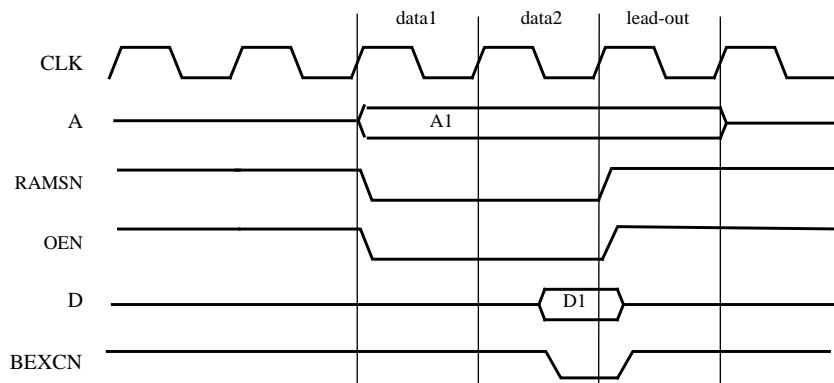 data1 data2 lead-out
CLK
A A1
RAMSN
OEN
D D1
BEXCN